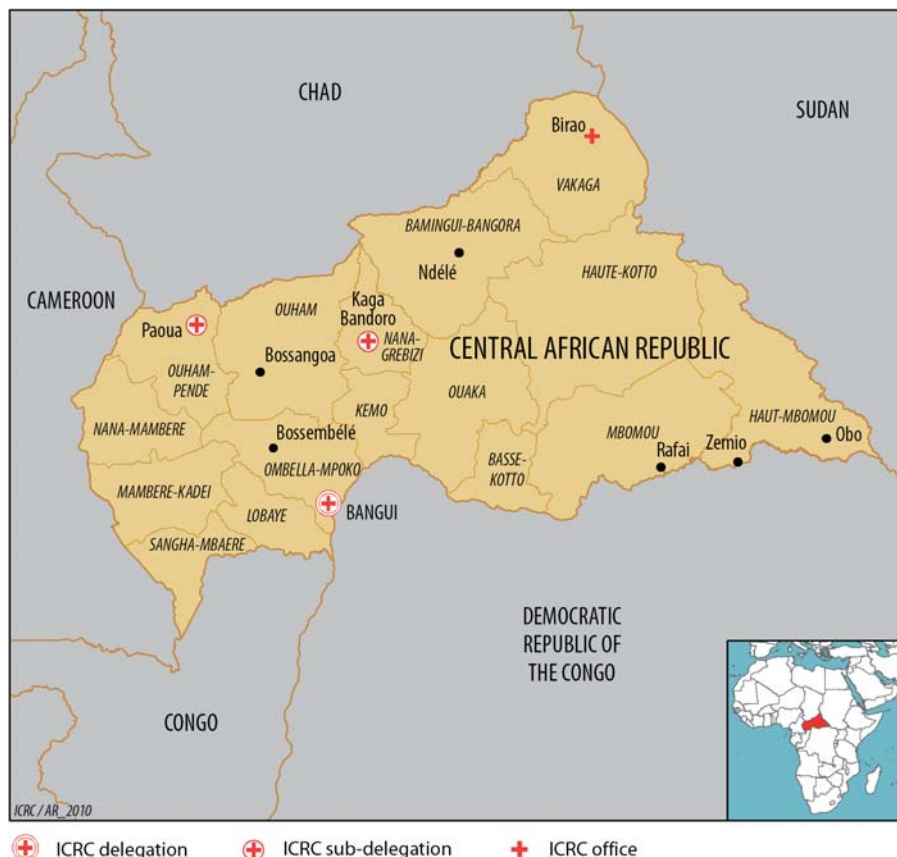 CHAD
SUDAN
Birao
VAKAGA
BAMINGUI-BANGORA
Ndélé
HAUTE-KOTTO
CAMEROON
Paoua
OUHAM
Kaga
Bandoro
NANA-
GREBIZI
CENTRAL AFRICAN REPUBLIC
Bossangoa
OUHAM-
PENDE
OUAKA
KEMO
NANA-MAMBERE
Bossembélé
HAUT-MBOMOU
MBOMOU
Obo
Rafai
Zemio
BASSE-
KOTTO
OMBELLA-MPOKO
MAMBERE-KADEI
LOBAYE
BANGUI
SANGHA-MBAERE
DEMOCRATIC
REPUBLIC OF
THE CONGO
CONGO
ICRC / AR_2010
ICRC delegation
ICRC sub-delegation
ICRC office